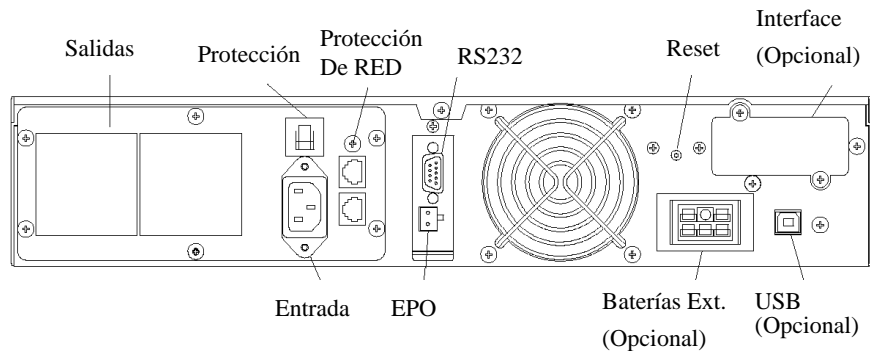 Salidas
Protección
Protección
De RED
RS232
Reset
Interface
(Opcional)
Entrada
EPO
Baterías Ext.
(Opcional)
USB
(Opcional)